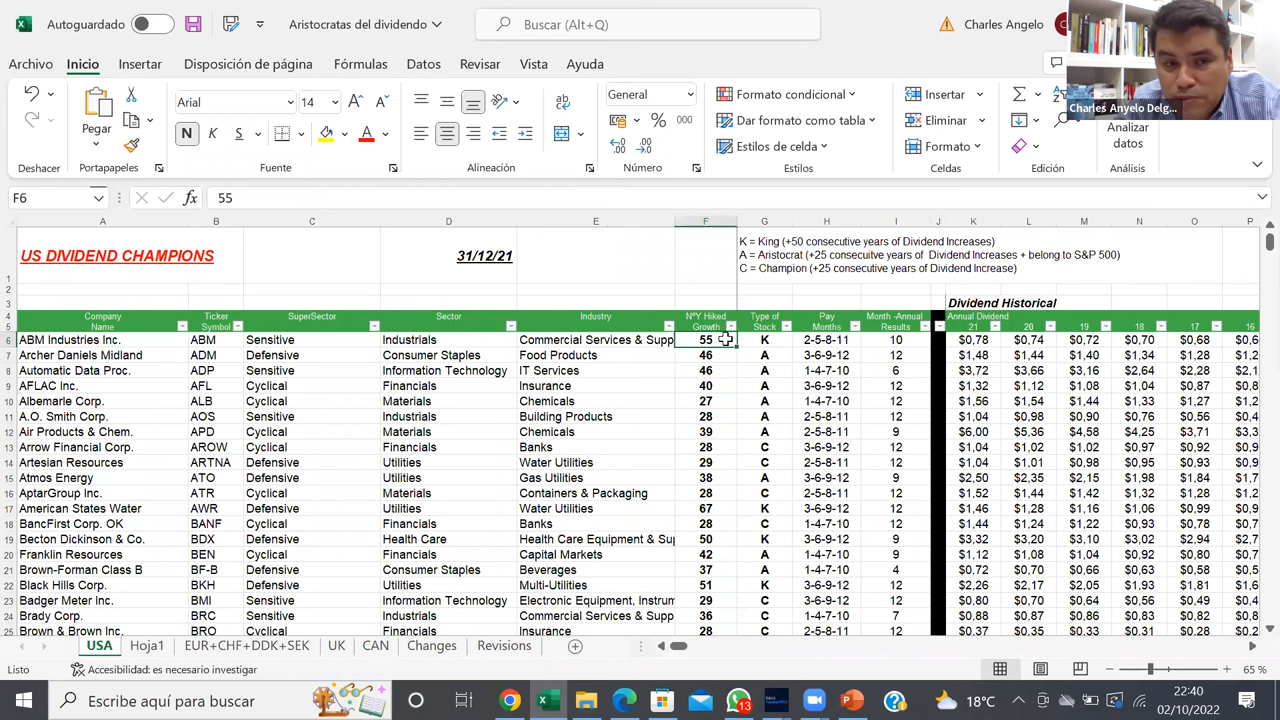 Autoguardado
Aristocratas del dividendo
Buscar (Alt+Q)
Charles Angelo
Archivo Inicio Insertar Disposición de página Fórmulas Datos Revisar Vista Ayuda
Charles Anyelo Delg...
Pegar
Arial 14
N K S
General
% 000
Formato condicional
Dar formato como tabla
Estilos de celda
Insertar
Eliminar
Formato
Analizar
datos
Deshacer Portapapeles Fuente Alineación Número Estilos Celdas Edición Análisis
F6 fx 55
A B C D E F G H I J K L M N O P
1 US DIVIDEND CHAMPIONS 31/12/21
K = King (+50 consecutive years of Dividend Increases)
A = Aristocrat (+25 consecutive years of Dividend Increases + belong to S&P 500)
C = Champion (+25 consecutive years of Dividend Increase)
2
3 Dividend Historical
4 Company Ticker SuperSector Sector Industry NºY Hiked Type of Pay Month -Annual Annual Dividend
5 Name Symbol Growth Stock Months Results 21 20 19 18 17 16
6 ABM Industries Inc. ABM Sensitive Industrials Commercial Services & Supp 55 K 2-5-8-11 10 $0,78 $0,74 $0,72 $0,70 $0,68 $0,6
7 Archer Daniels Midland ADM Defensive Consumer Staples Food Products 46 A 3-6-9-12 12 $1,48 $1,44 $1,40 $1,34 $1,28 $1,2
8 Automatic Data Proc. ADP Sensitive Information Technology IT Services 46 A 1-4-7-10 6 $3,72 $3,66 $3,16 $2,64 $2,28 $2,1
9 AFLAC Inc. AFL Cyclical Financials Insurance 40 A 3-6-9-12 12 $1,32 $1,12 $1,08 $1,04 $0,87 $0,8
10 Albemarle Corp. ALB Cyclical Materials Chemicals 27 A 1-4-7-10 12 $1,56 $1,54 $1,47 $1,34 $1,28 $1,2
11 A.O. Smith Corp. AOS Sensitive Industrials Building Products 28 A 2-5-8-11 12 $1,04 $0,98 $0,90 $0,76 $0,56 $0,4
12 Air Products & Chem. APD Cyclical Materials Chemicals 39 A 2-5-8-11 9 $6,00 $5,36 $4,58 $4,25 $3,71 $3,3
13 Arrow Financial Corp. AROW Cyclical Financials Banks 28 C 3-6-9-12 12 $1,04 $1,02 $0,97 $0,92 $0,9
14 Artesian Resources ARTNA Defensive Utilities Water Utilities 29 C 2-5-8-11 12 $1,04 $1,01 $0,98 $0,95 $0,93 $0,9
15 Atmos Energy ATO Defensive Utilities Gas Utilities 38 A 3-6-9-12 9 $2,50 $2,35 $2,15 $1,98 $1,84 $1,7
16 AptarGroup Inc. ATR Cyclical Materials Containers & Packaging 28 C 2-5-8-11 12 $1,52 $1,44 $1,42 $1,32 $1,28 $1,2
17 American States Water AWR Defensive Utilities Water Utilities 67 K 3-6-9-12 12 $1,46 $1,28 $1,16 $1,06 $0,99 $0,9
18 BancFirst Corp. OK BANF Cyclical Financials Banks 28 C 1-4-7-10 12 $1,44 $1,24 $1,22 $0,93 $0,78 $0,7
19 Becton Dickinson & Co. BDX Defensive Health Care Health Care Equipment & Su 50 K 3-6-9-12 9 $3,32 $3,20 $3,10 $3,02 $2,94 $2,7
20 Franklin Resources BEN Cyclical Financials Capital Markets 42 A 1-4-7-10 9 $1,12 $1,08 $1,04 $0,92 $0,80 $0,7
21 Brown-Forman Class B BF-B Defensive Consumer Staples Beverages 37 A 1-4-7-10 4 $0,72 $0,70 $0,66 $0,63 $0,58 $0,5
22 Black Hills Corp. BKH Defensive Utilities Multi-Utilities 51 K 3-6-9-12 12 $2,26 $2,17 $2,05 $1,93 $1,81 $1,6
23 Badger Meter Inc. BMI Sensitive Information Technology Electronic Equipment, Instrum 29 C 3-6-9-12 12 $0,80 $0,70 $0,64 $0,56 $0,49 $0,4
24 Brady Corp. BRC Sensitive Industrials Commercial Services & Supp 36 C 1-4-7-10 7 $0,88 $0,87 $0,86 $0,83 $0,82 $0,8
25 Brown & Brown Inc. BRO Cyclical Financials Insurance 28 C 2-5-8-11 12 $0,37 $0,35 $0,33 $0,31 $0,28 $0,2
USA Hoja1 EUR+CHF+DDK+SEK UK CAN Changes Revisions
Listo Accesibilidad: es necesario investigar 65 %
Escribe aquí para buscar 13 18°C 22:40
02/10/2022